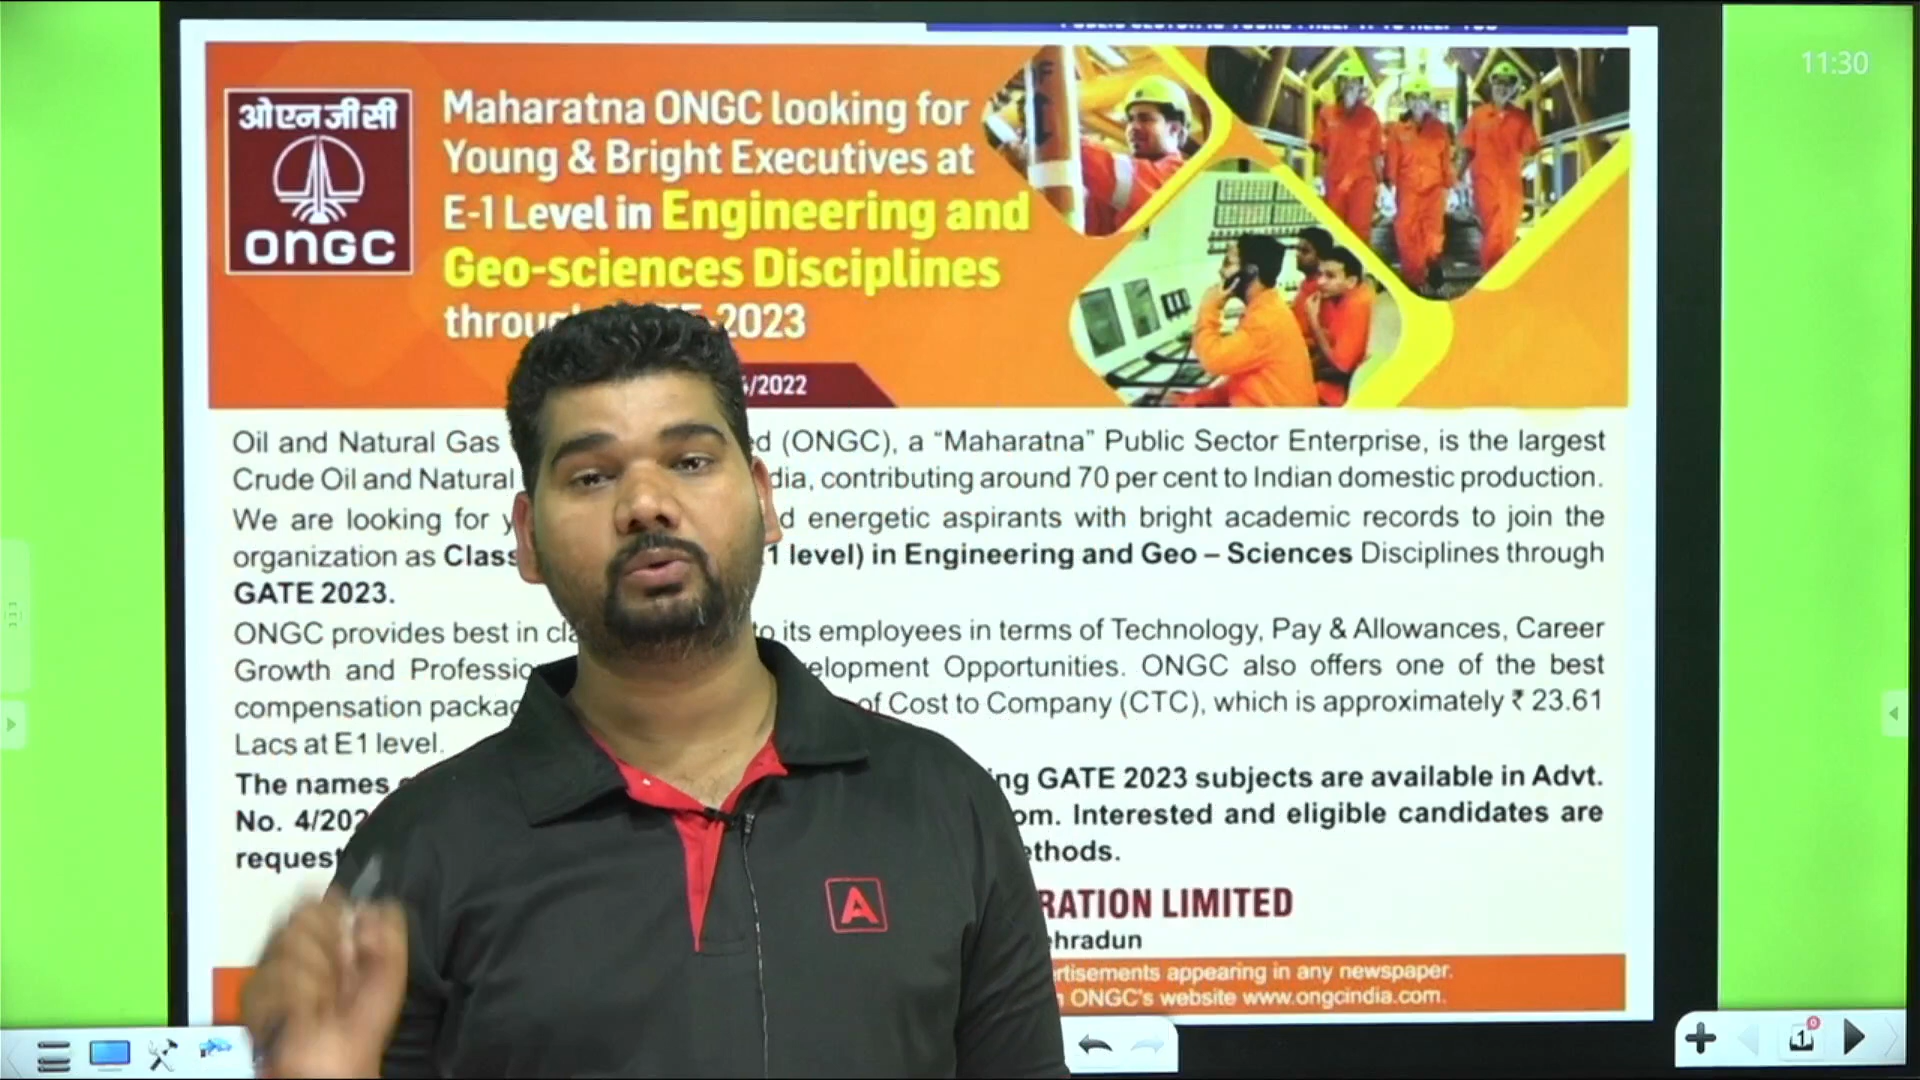 11:30
ओएनजीसी
ONGC
Maharatna ONGC looking for
Young & Bright Executives at
E-1 Level in Engineering and
Geo-sciences Disciplines
2023
/2022
Oil and Natural Gas (ONGC), a “Maharatna” Public Sector Enterprise, is the largest
Crude Oil and Natural contributing around 70 per cent to Indian domestic production.
We are looking for energetic aspirants with bright academic records to join the
organization as Class 1 level) in Engineering and Geo – Sciences Disciplines through
GATE 2023.
ONGC provides best in to its employees in terms of Technology, Pay & Allowances, Career
Growth and Opportunities. ONGC also offers one of the best
compensation of Cost to Company (CTC), which is approximately ₹ 23.61
Lacs at E1 level.
The names GATE 2023 subjects are available in Advt.
No. 4/202 om. Interested and eligible candidates are
request ethods.
RATION LIMITED
ehradun
rtisements appearing in any newspaper.
ONGC's website www.ongcindia.com.
A
1
0